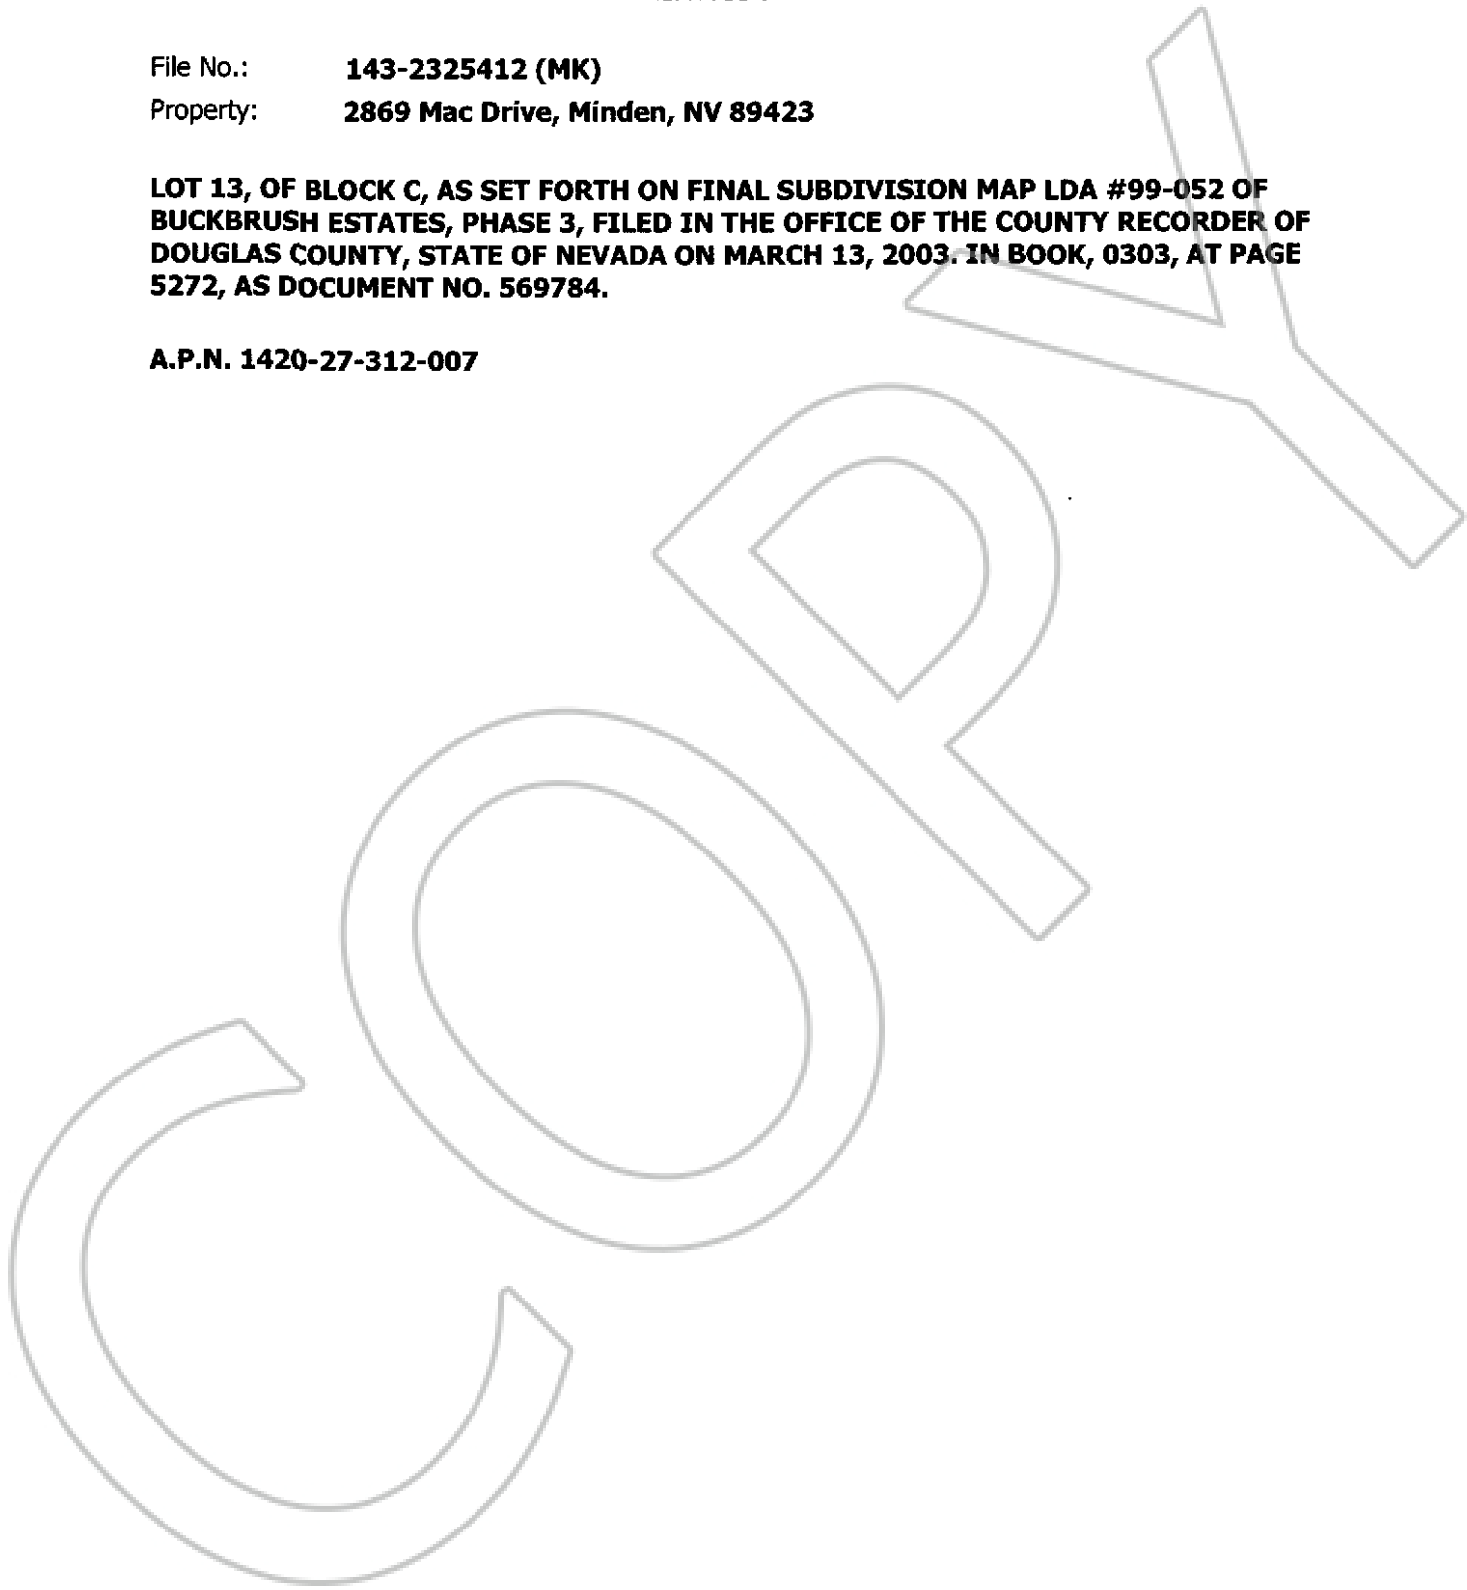 File No.: 143-2325412 (MK)
Property: 2869 Mac Drive, Minden, NV 89423
LOT 13, OF BLOCK C, AS SET FORTH ON FINAL SUBDIVISION MAP LDA #99-052 OF
BUCKBRUSH ESTATES, PHASE 3, FILED IN THE OFFICE OF THE COUNTY RECORDER OF
DOUGLAS COUNTY, STATE OF NEVADA ON MARCH 13, 2003. IN BOOK, 0303, AT PAGE
5272, AS DOCUMENT NO. 569784.
A.P.N. 1420-27-312-007
COPY